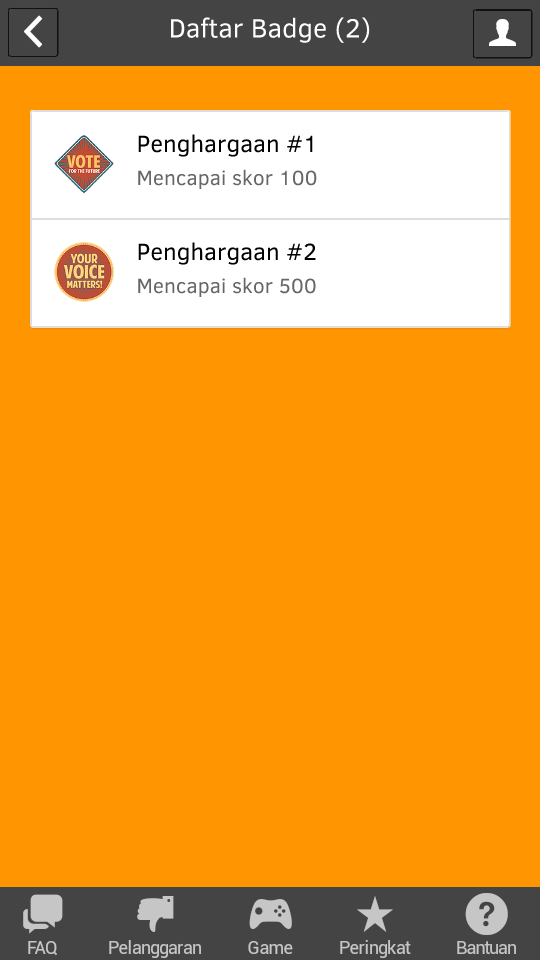 Daftar Badge (2)
VOTE
FOR THE FUTURE
Penghargaan #1
Mencapai skor 100
YOUR
VOICE
MATTERS!
Penghargaan #2
Mencapai skor 500
FAQ
Pelanggaran
Game
Peringkat
Bantuan